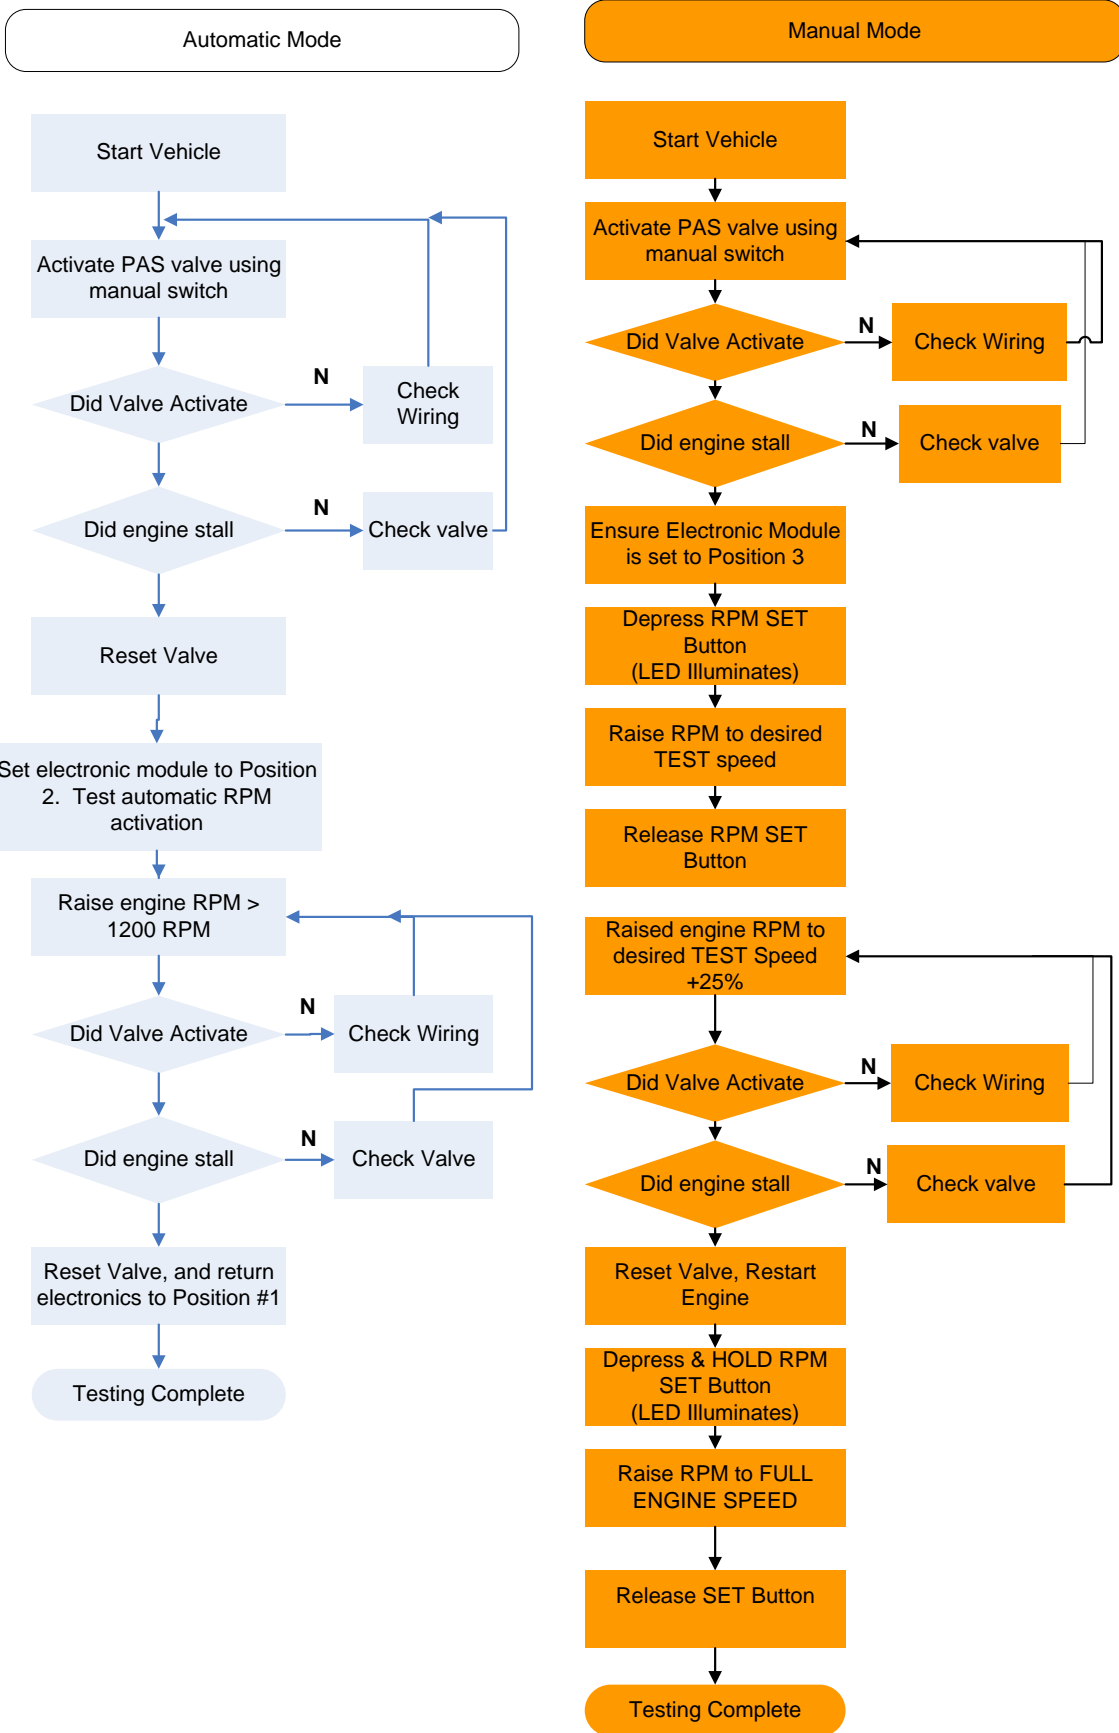 Automatic Mode
Start Vehicle
Activate PAS valve using
manual switch
Did Valve Activate
N
Check
Wiring
Did engine stall
N
Check valve
Reset Valve
Set electronic module to Position
2.  Test automatic RPM
activation
Raise engine RPM >
1200 RPM
Did Valve Activate
N
Check Wiring
Did engine stall
N
Check Valve
Reset Valve, and return
electronics to Position #1
Testing Complete
Manual Mode
Start Vehicle
Activate PAS valve using
manual switch
Did Valve Activate
N
Check Wiring
Did engine stall
N
Check valve
Ensure Electronic Module
is set to Position 3
Depress RPM SET
Button
(LED Illuminates)
Raise RPM to desired
TEST speed
Release RPM SET
Button
Raised engine RPM to
desired TEST Speed
+25%
Did Valve Activate
N
Check Wiring
Did engine stall
N
Check valve
Reset Valve, Restart
Engine
Depress & HOLD RPM
SET Button
(LED Illuminates)
Raise RPM to FULL
ENGINE SPEED
Release SET Button
Testing Complete